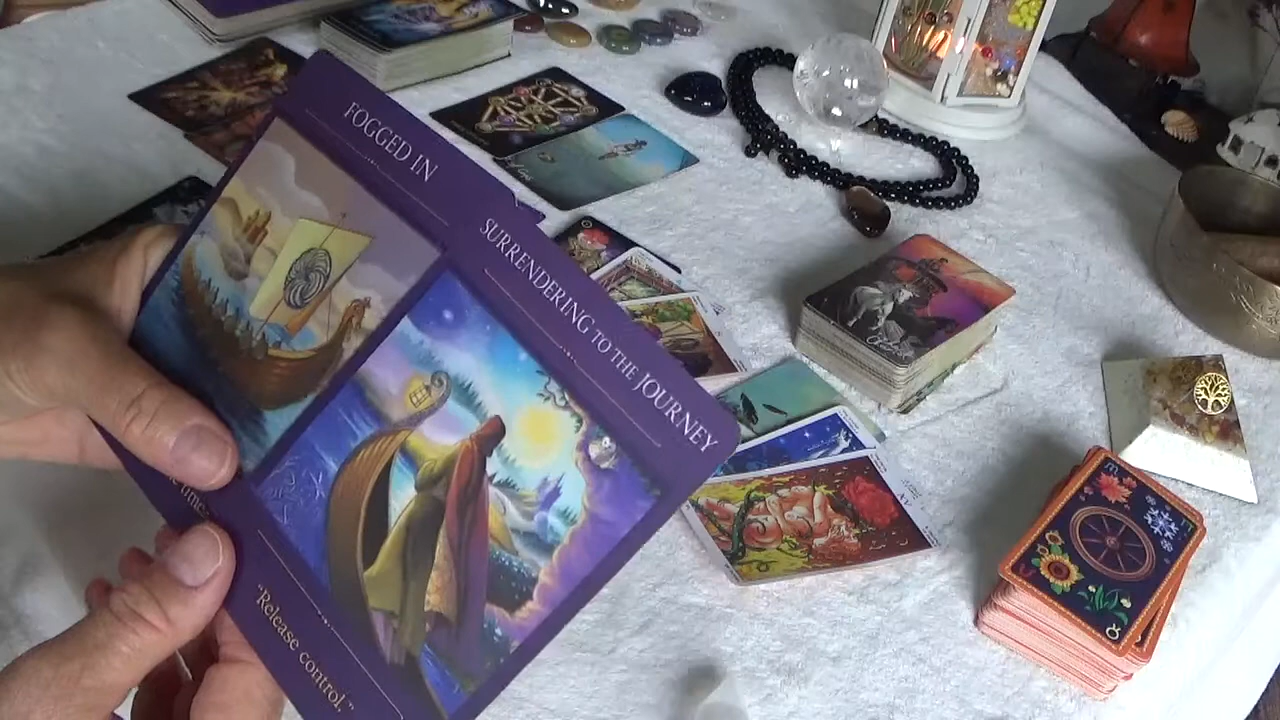 FOGGED IN
SURRENDERING TO THE JOURNEY
"Release control."